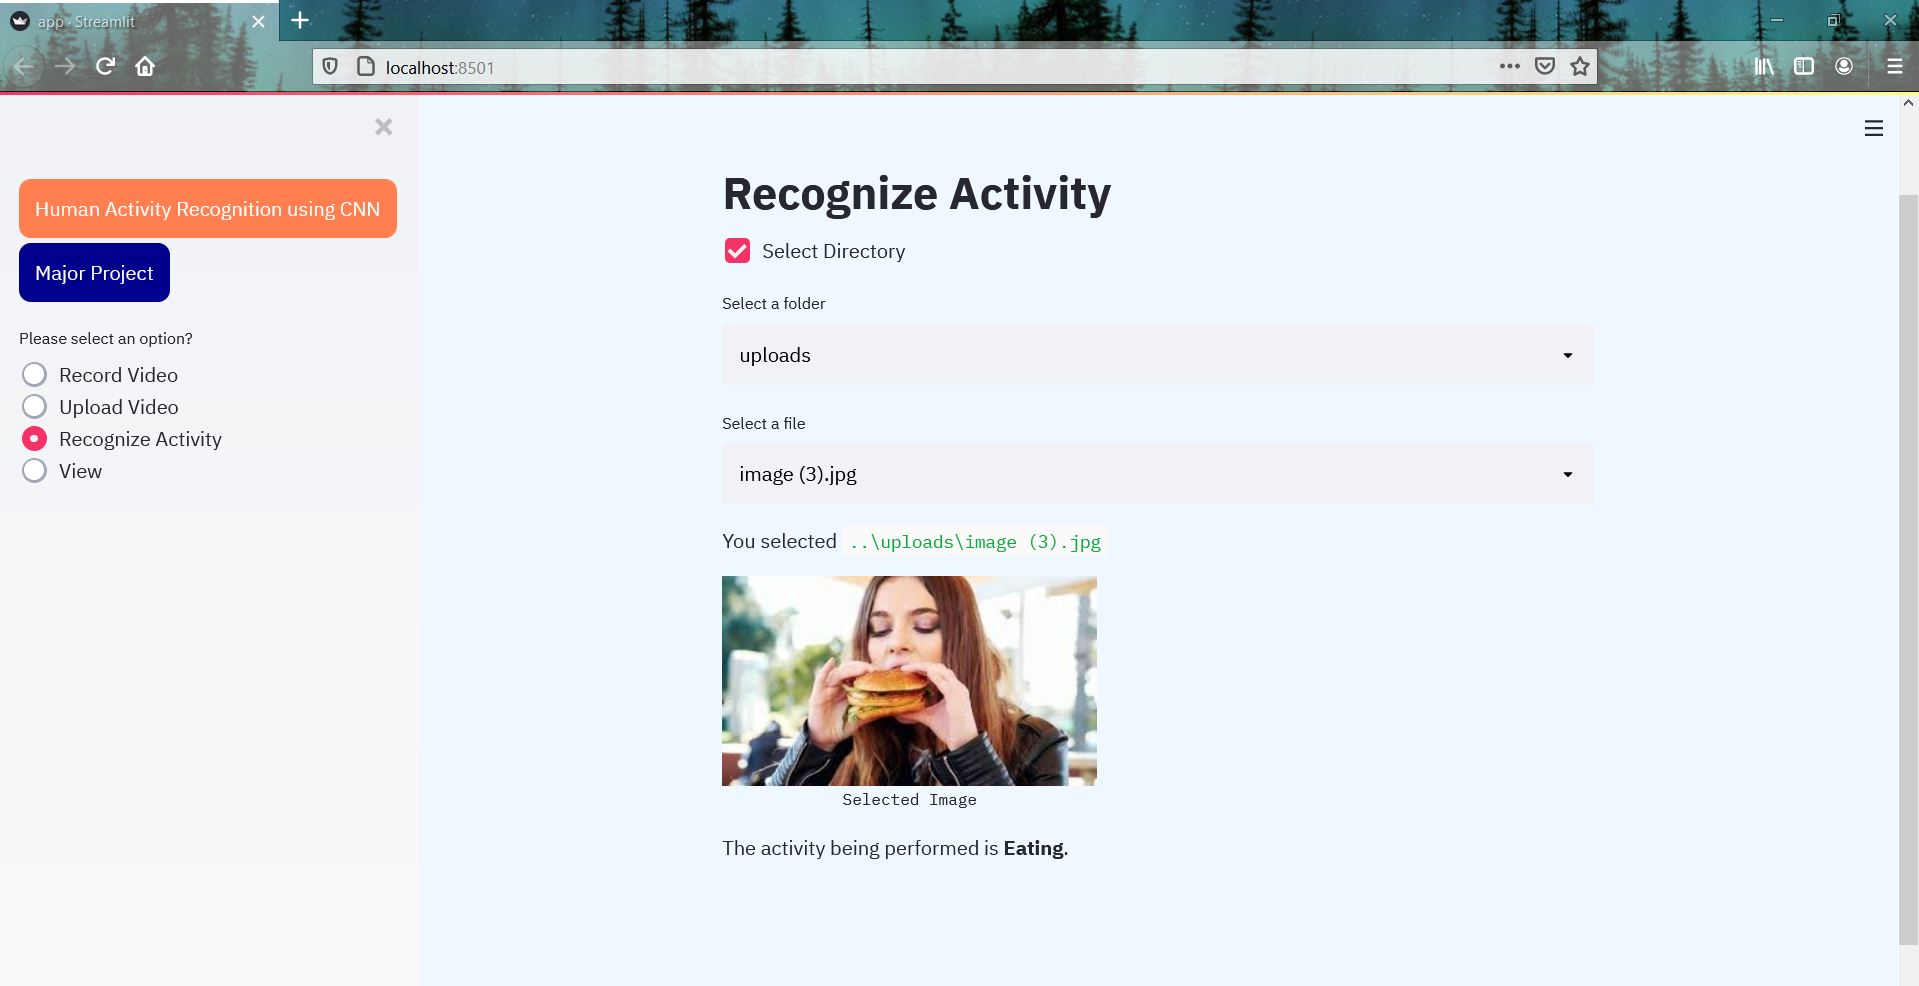 app · Streamlit
localhost:8501
Human Activity Recognition using CNN
Major Project
Please select an option?
Record Video
Upload Video
Recognize Activity
View
Recognize Activity
Select Directory
Select a folder
uploads
Select a file
image (3).jpg
You selected ..\uploads\image (3).jpg
Selected Image
The activity being performed is Eating.